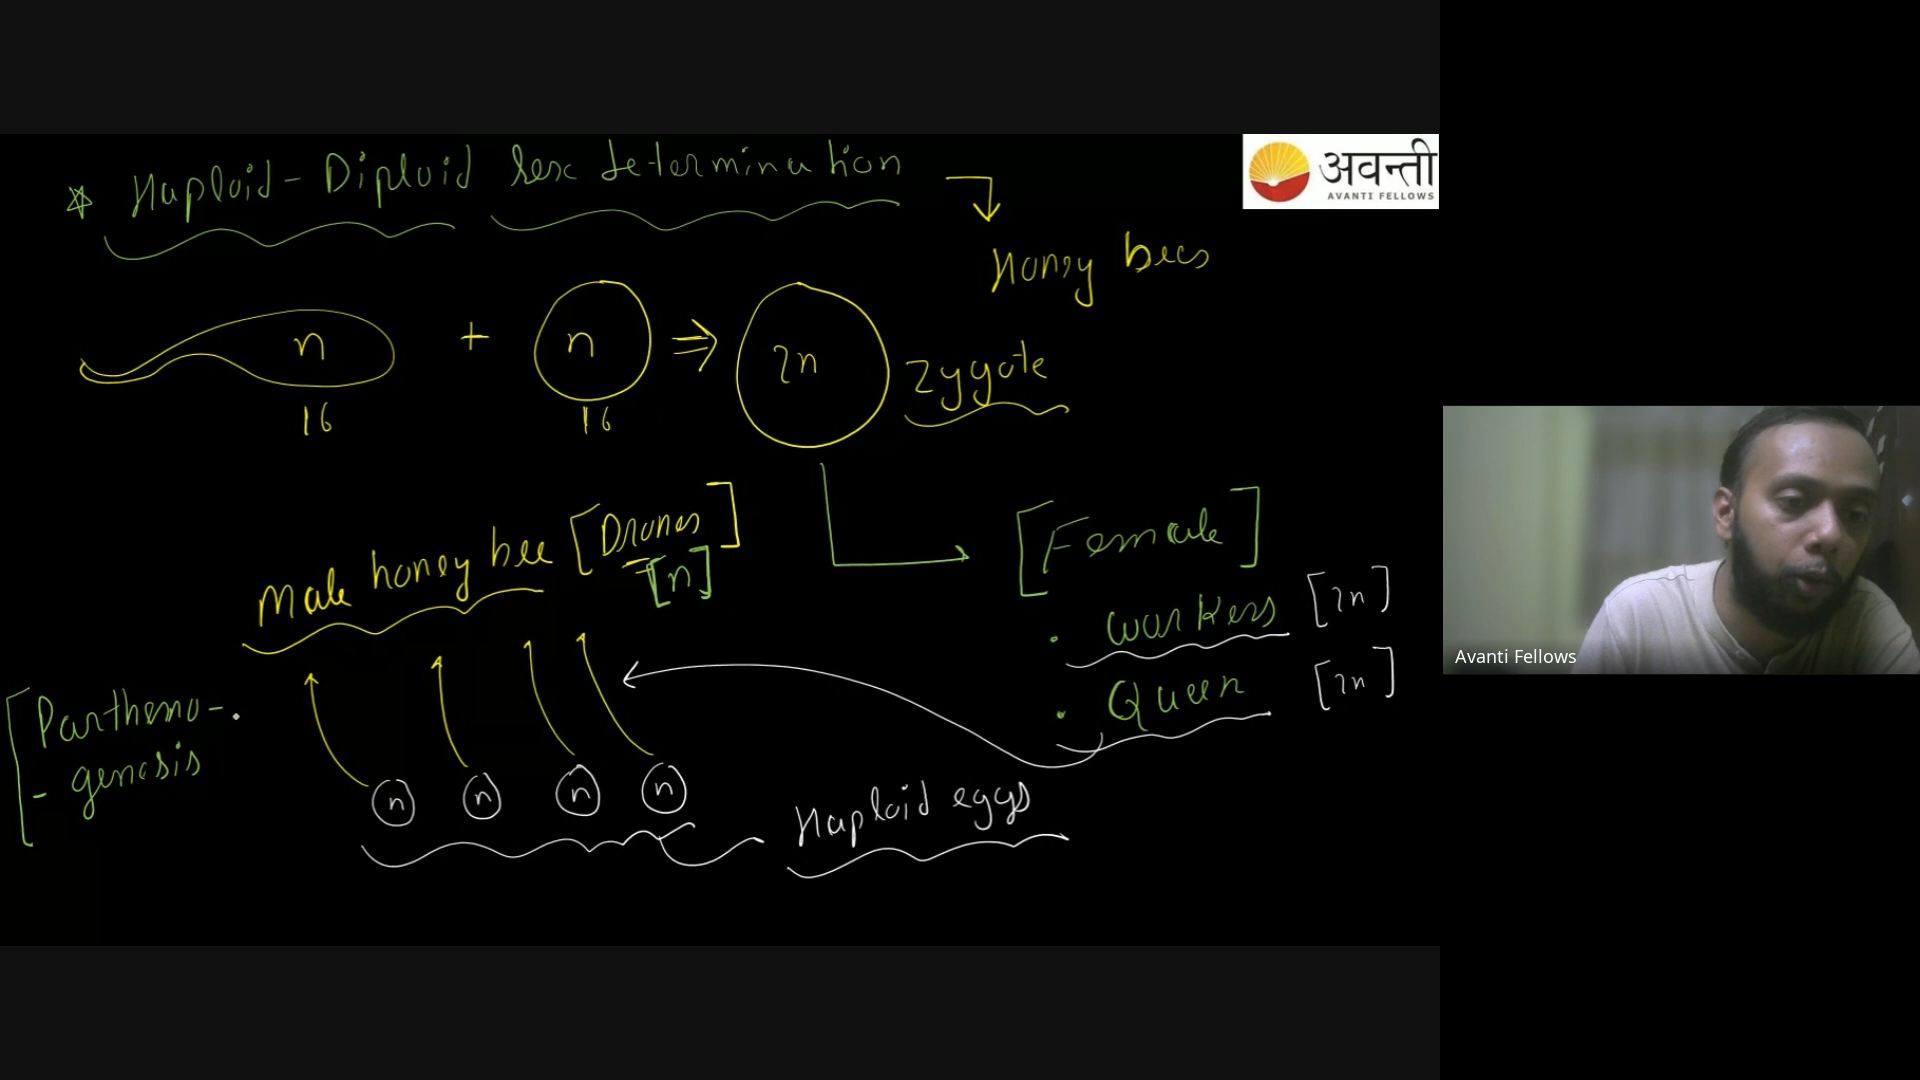 * Haploid-Diploid sex determination
अवन्ती
AVANTI FELLOWS
Honey bees
n + n ⇒ 2n Zygote
16 16
Male honey bee [Drones]
[n]
[Female]
. workers [2n]
. Queen [2n]
[Partheno-.
- genesis
n n n n
Haploid eggs
Avanti Fellows